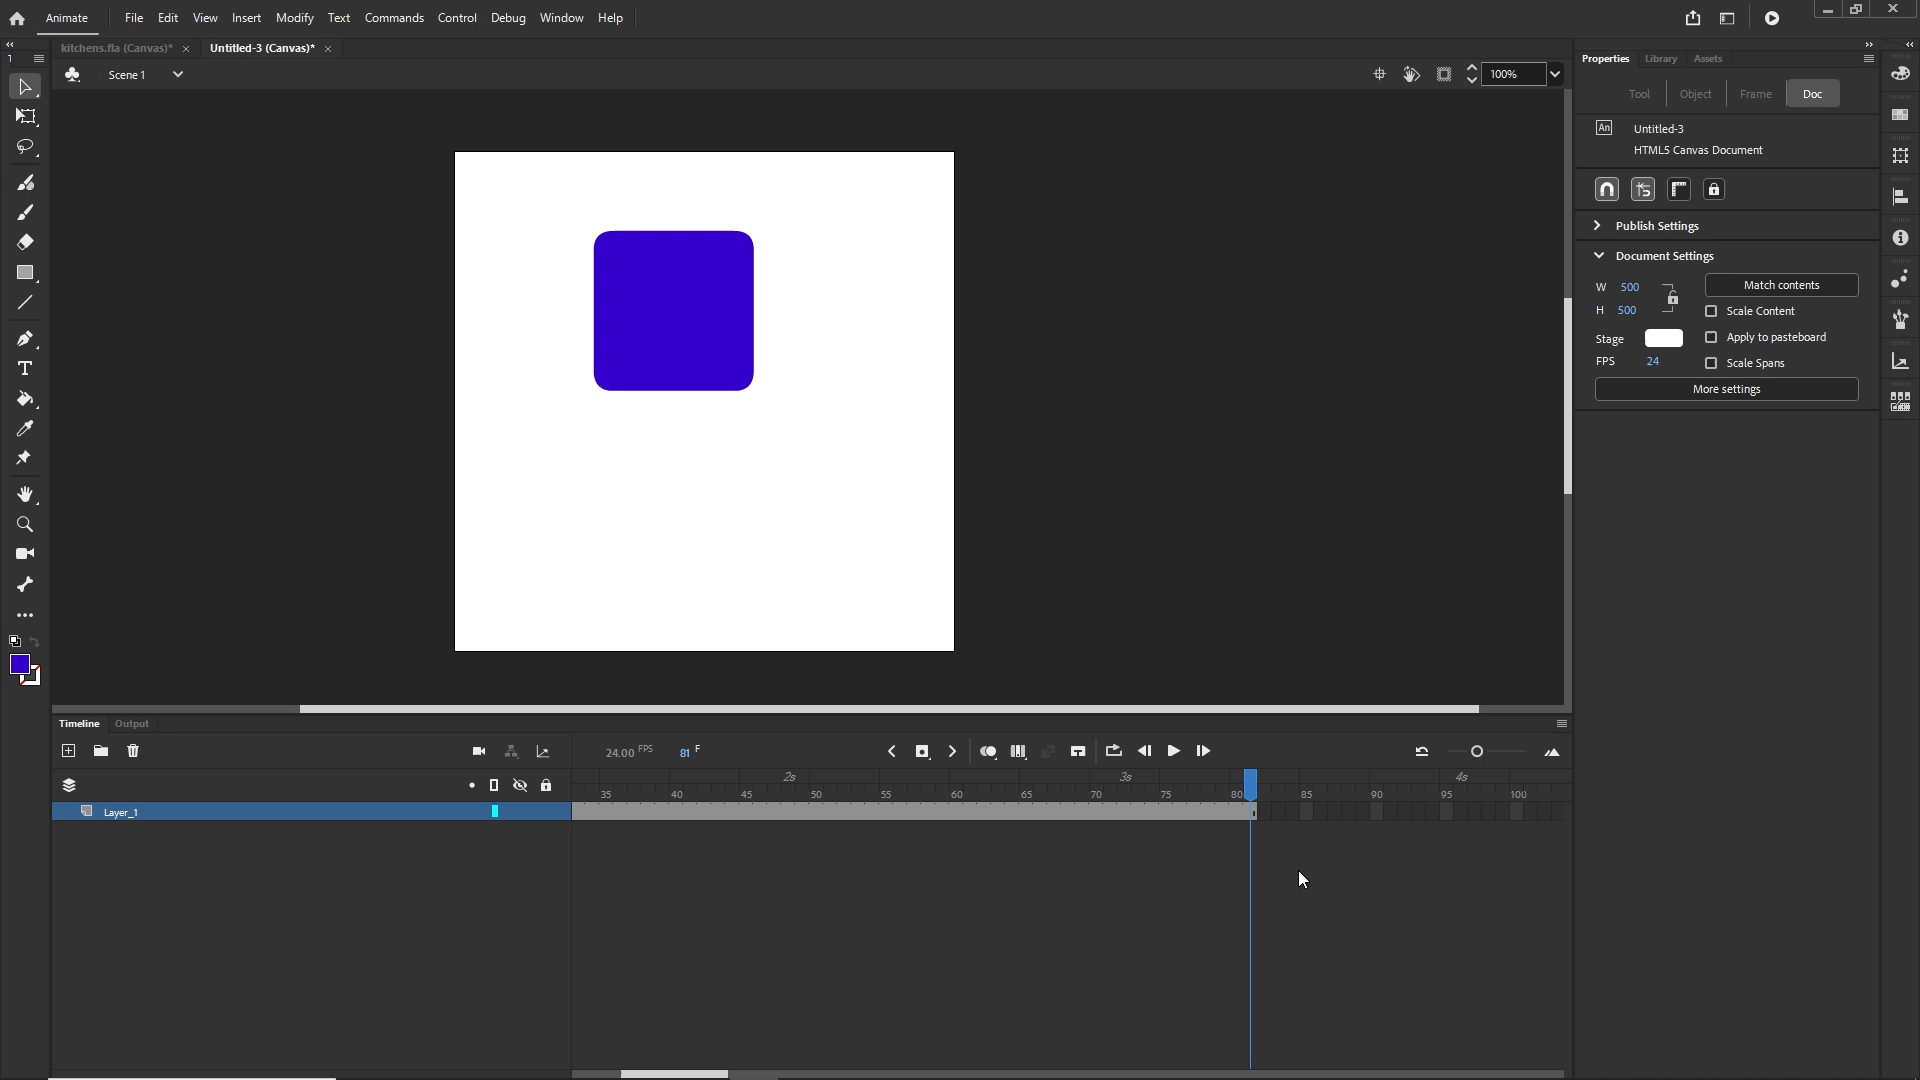 Animate File Edit View Insert Modify Text Commands Control Debug Window Help
kitchens.fla (Canvas)* × Untitled-3 (Canvas)* ×
Scene 1
100%
Properties Library Assets
Tool Object Frame Doc
An Untitled-3
HTML5 Canvas Document
Publish Settings
Document Settings
W 500 Match contents
H 500 Scale Content
Stage Apply to pasteboard
FPS 24 Scale Spans
More settings
Timeline Output
24.00 FPS 81 F
2s 3s 4s
35 40 45 50 55 60 65 70 75 80 85 90 95 100
Layer_1